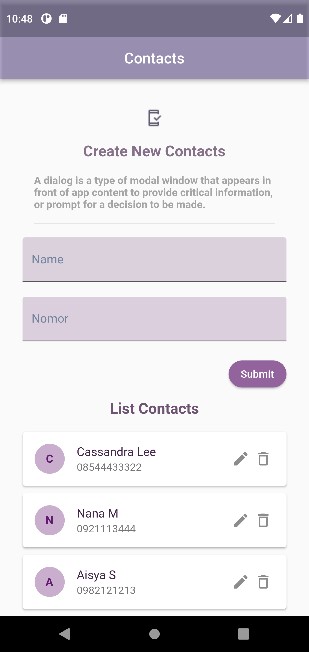 10:48
Contacts
Create New Contacts
A dialog is a type of modal window that appears in
front of app content to provide critical information,
or prompt for a decision to be made.
Name
Nomor
Submit
List Contacts
C
Cassandra Lee
08544433322
N
Nana M
0921113444
A
Aisya S
0982121213